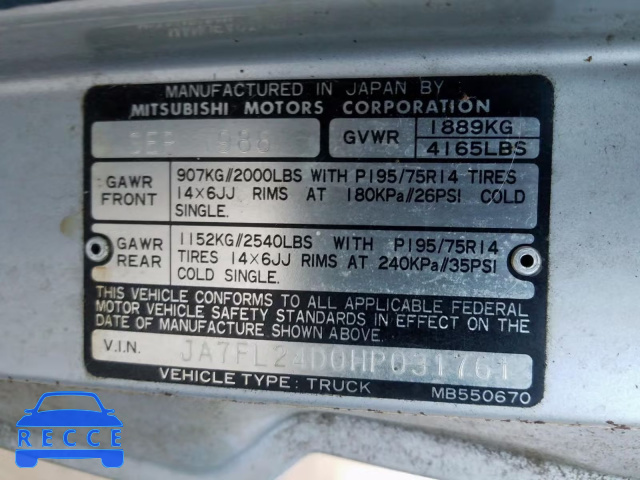 MANUFACTURED IN JAPAN BY
MITSUBISHI MOTORS CORPORATION
SEP 1986
GVWR
1889KG
4165LBS
GAWR
FRONT
907KG//2000LBS WITH P195/75R14 TIRES
14×6JJ RIMS AT 180KPa//26PSI COLD
SINGLE.
GAWR
REAR
1152KG//2540LBS WITH P195/75R14
TIRES 14×6JJ RIMS AT 240KPa//35PSI
COLD SINGLE.
THIS VEHICLE CONFORMS TO ALL APPLICABLE FEDERAL
MOTOR VEHICLE SAFETY STANDARDS IN EFFECT ON THE
DATE OF MANUFACTURE SHOWN ABOVE.
V.I.N. JA7FL24D0HP031761
VEHICLE TYPE: TRUCK
MB550670
RECCE